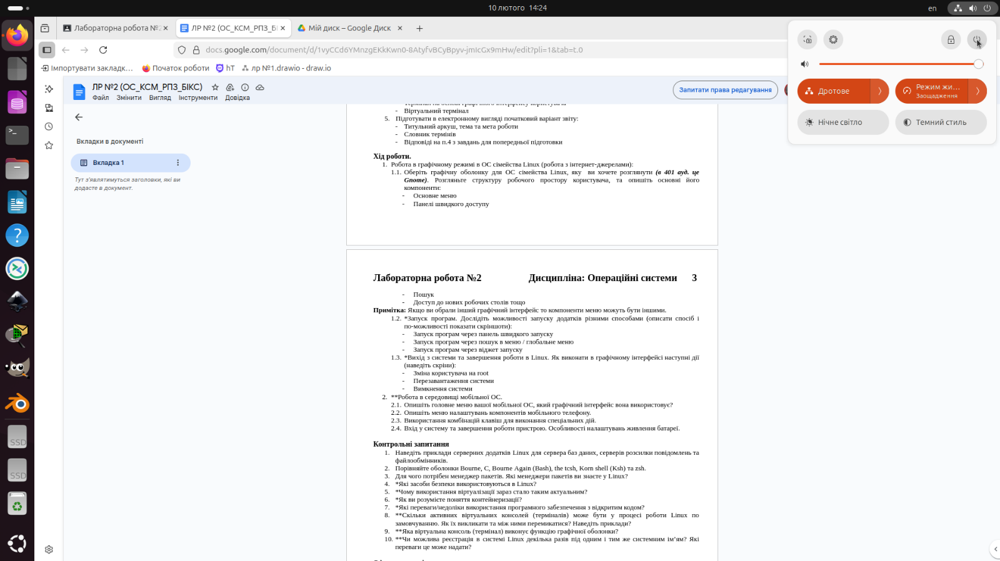 10 лютого 14:24
en
Лабораторна робота №2
ЛР №2 (ОС_КСМ_РПЗ_БІ
Мій диск – Google Диск
docs.google.com/document/d/1vyCCd6YMnzgEKkKwn0-8AtyfvBCyBpyv-jmIcGx9mHw/edit?pli=1&tab=t.0
Імпортувати закладк…
Початок роботи
hT
лр №1.drawio - draw.io
ЛР №2 (ОС_КСМ_РПЗ_БІКС)
Файл Змінити Вигляд Інструменти Довідка
Запитати права редагування
Дротове
Режим жи…
Заощадження
Нічне світло
Темний стиль
Вкладки в документі
Вкладка 1
Тут з'являтимуться заголовки, які ви
додасте в документ.
- Віртуальний термінал
5. Підготувати в електронному вигляді початковий варіант звіту:
- Титульний аркуш, тема та мета роботи
- Словник термінів
- Відповіді на п.4 з завдань для попередньої підготовки
Хід роботи.
1. Робота в графічному режимі в ОС сімейства Linux (робота з інтернет-джерелами):
1.1. Оберіть графічну оболонку для ОС сімейства Linux, яку ви хочете розглянути (в 401 ауд. це
Gnome). Розгляньте структуру робочого простору користувача, та опишіть основні його
компоненти:
- Основне меню
- Панелі швидкого доступу
Лабораторна робота №2 Дисципліна: Операційні системи 3
- Пошук
- Доступ до нових робочих столів тощо
Примітка: Якщо ви обрали інший графічний інтерфейс то компоненти меню можуть бути іншими.
1.2. *Запуск програм. Дослідіть можливості запуску додатків різними способами (описати спосіб і
по-можливості показати скріншоти):
- Запуск програм через панель швидкого запуску
- Запуск програм через пошук в меню / глобальне меню
- Запуск програм через віджет запуску
1.3. *Вихід з системи та завершення роботи в Linux. Як виконати в графічному інтерфейсі наступні дії
(наведіть скріни):
- Зміна користувача на root
- Перезавантаження системи
- Вимкнення системи
2. **Робота в середовищі мобільної ОС.
2.1. Опишіть головне меню вашої мобільної ОС, який графічний інтерфейс вона використовує?
2.2. Опишіть меню налаштувань компонентів мобільного телефону.
2.3. Використання комбінацій клавіш для виконання спеціальних дій.
2.4. Вхід у систему та завершення роботи пристрою. Особливості налаштувань живлення батареї.
Контрольні запитання
1. Наведіть приклади серверних додатків Linux для сервера баз даних, серверів розсилки повідомлень та
файлообмінників.
2. Порівняйте оболонки Bourne, C, Bourne Again (Bash), the tcsh, Korn shell (Ksh) та zsh.
3. Для чого потрібен менеджер пакетів. Які менеджери пакетів ви знаєте у Linux?
4. *Які засоби безпеки використовуються в Linux?
5. *Чому використання віртуалізації зараз стало таким актуальним?
6. *Як ви розумієте поняття контейнеризації?
7. *Які переваги/недоліки використання програмного забезпечення з відкритим кодом?
8. **Скільки активних віртуальних консолей (терміналів) може бути у процесі роботи Linux по
замовчуванню. Як їх викликати та між ними перемикатися? Наведіть приклади?
9. **Яка віртуальна консоль (термінал) виконує функцію графічної оболонки?
10. **Чи можлива реєстрація в системі Linux декілька разів під одним і тим же системним ім'ям? Які
переваги це може надати?
SSD
SSD